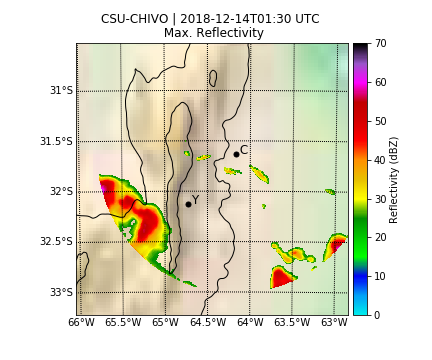 CSU-CHIVO | 2018-12-14T01:30 UTC
Max. Reflectivity
31°S
31.5°S
32°S
32.5°S
33°S
66°W 65.5°W 65°W 64.5°W 64°W 63.5°W 63°W
C
Y
70
60
50
40
30
20
10
0
Reflectivity (dBZ)